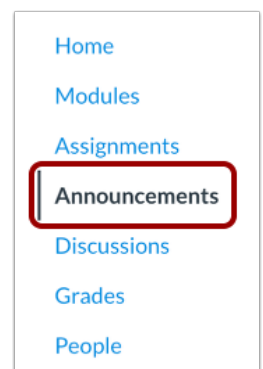 Home
Modules
Assignments
Announcements
Discussions
Grades
People